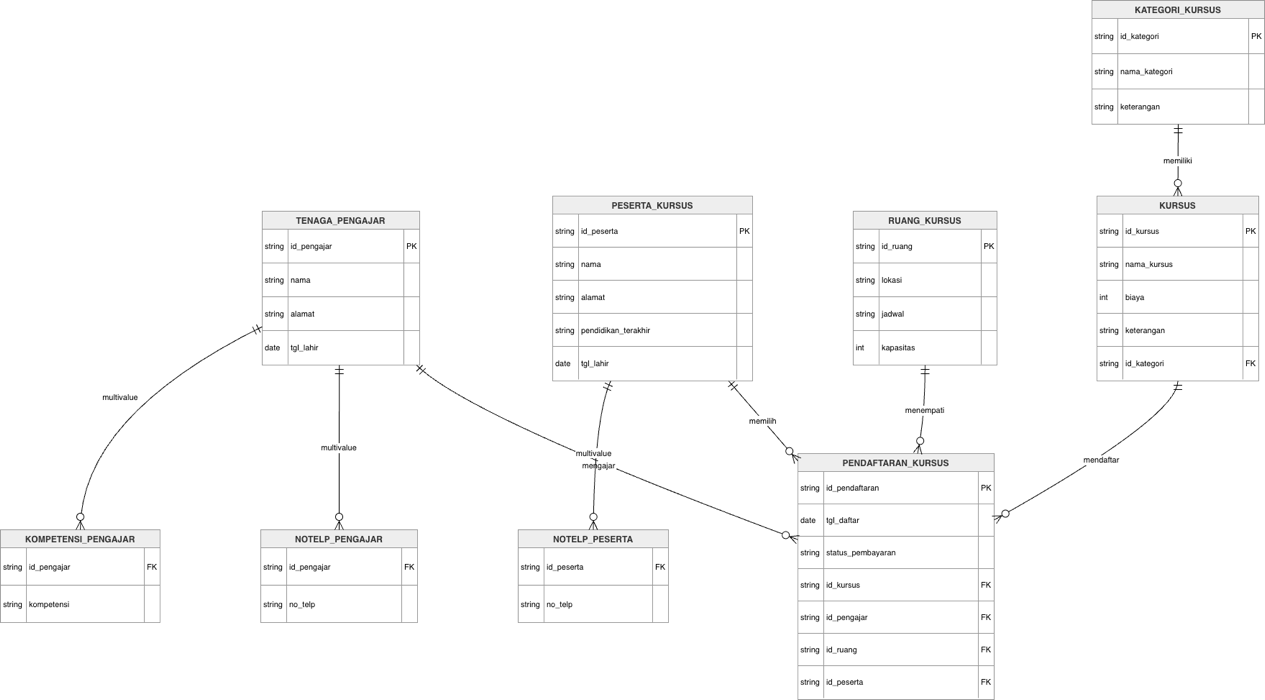 KATEGORI_KURSUS
string id_kategori PK
string nama_kategori
string keterangan
memiliki
TENAGA_PENGAJAR
string id_pengajar PK
string nama
string alamat
date tgl_lahir
PESERTA_KURSUS
string id_peserta PK
string nama
string alamat
string pendidikan_terakhir
date tgl_lahir
RUANG_KURSUS
string id_ruang PK
string lokasi
string jadwal
int kapasitas
KURSUS
string id_kursus PK
string nama_kursus
int biaya
string keterangan
string id_kategori FK
multivalue
multivalue
multivalue
mengajar
memilih
menempati
mendaftar
KOMPETENSI_PENGAJAR
string id_pengajar FK
string kompetensi
NOTELP_PENGAJAR
string id_pengajar FK
string no_telp
NOTELP_PESERTA
string id_peserta FK
string no_telp
PENDAFTARAN_KURSUS
string id_pendaftaran PK
date tgl_daftar
string status_pembayaran
string id_kursus FK
string id_pengajar FK
string id_ruang FK
string id_peserta FK